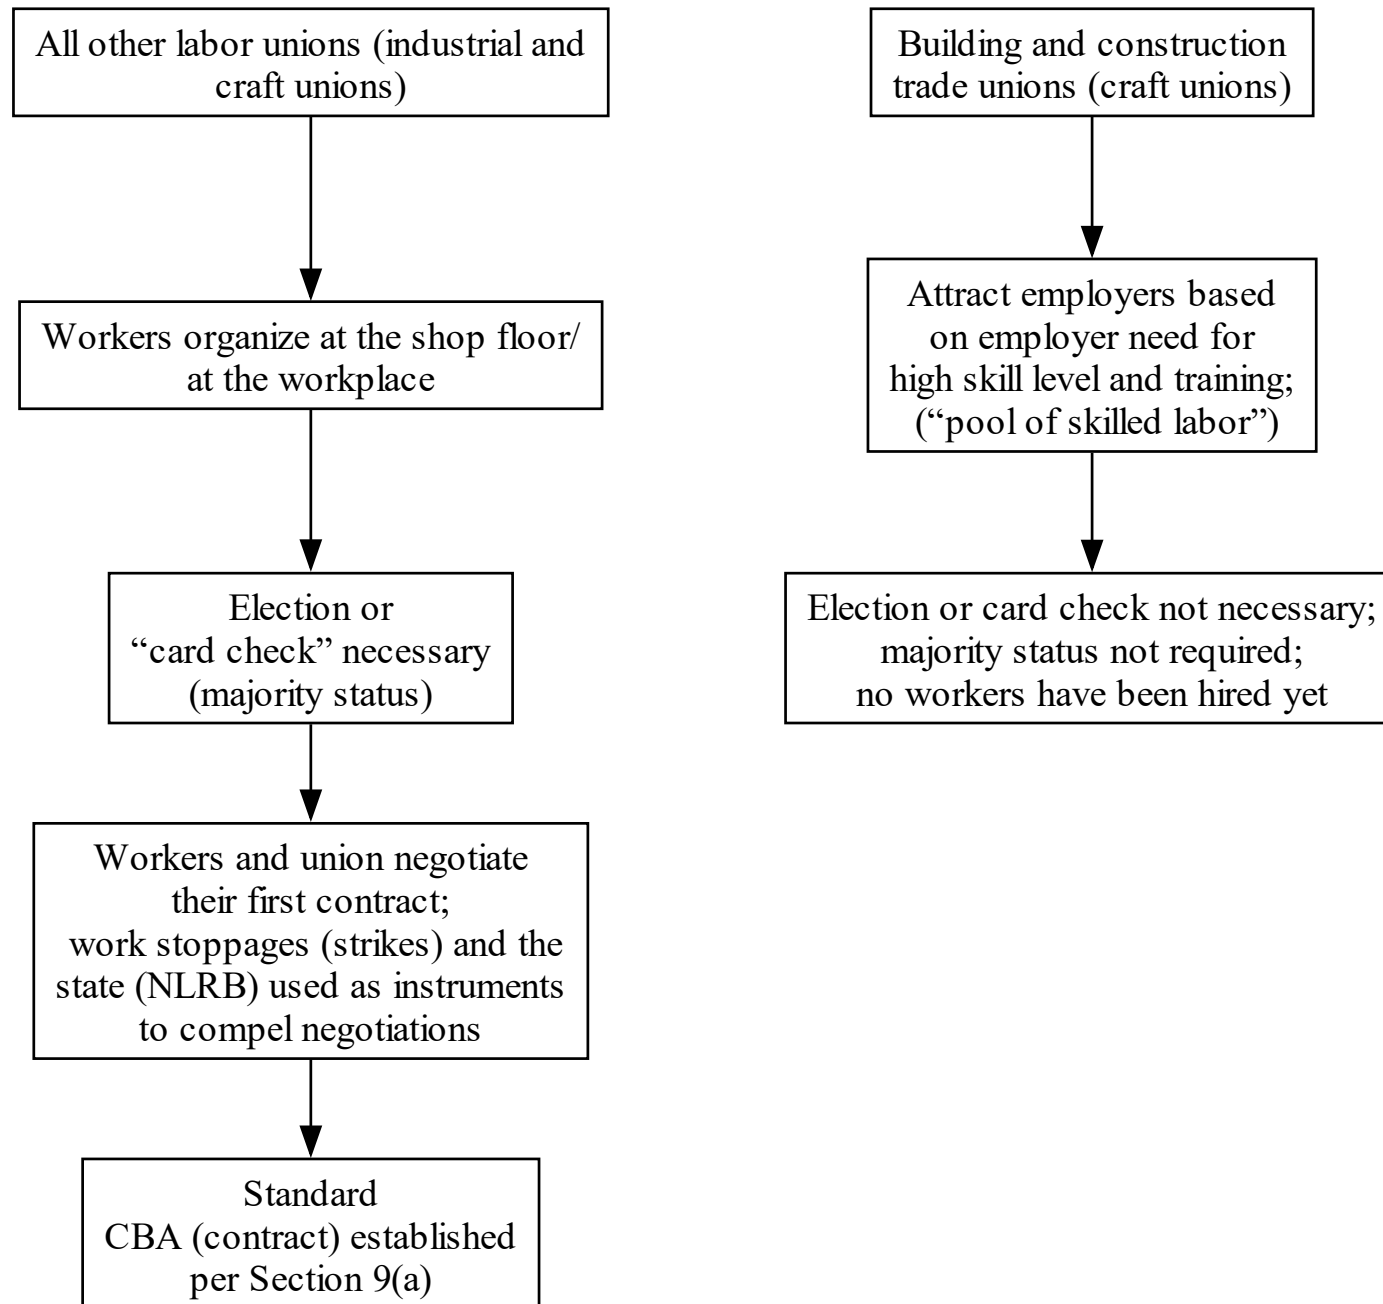 All other labor unions (industrial and
craft unions)
Workers organize at the shop floor/
at the workplace
Election or
“card check” necessary
(majority status)
Workers and union negotiate
their first contract;
work stoppages (strikes) and the
state (NLRB) used as instruments
to compel negotiations
Standard
CBA (contract) established
per Section 9(a)
Building and construction
trade unions (craft unions)
Attract employers based
on employer need for
high skill level and training;
(“pool of skilled labor”)
Election or card check not necessary;
majority status not required;
no workers have been hired yet